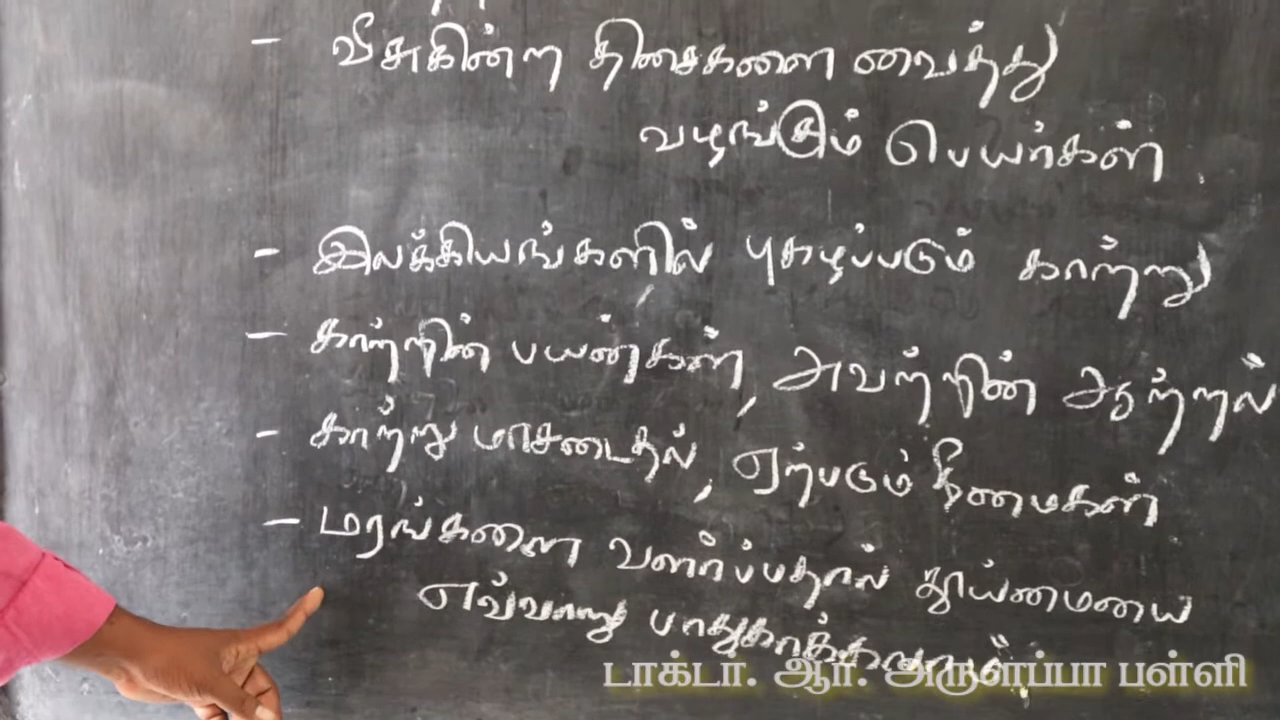 - வீசுகின்ற திசைகளை வைத்து
வழங்கும் பெயர்கள்.
- இலக்கியங்களில் புகழப்படும் காற்று
- காற்றின் பயன்கள், அவற்றின் ஆற்றல்
- காற்று மாசடைதல், ஏற்படும் தீமைகள்
- மரங்களை வளர்ப்பதால் தூய்மையை
எவ்வாறு
டாக்டர். ஆர். அருளப்பா பள்ளி